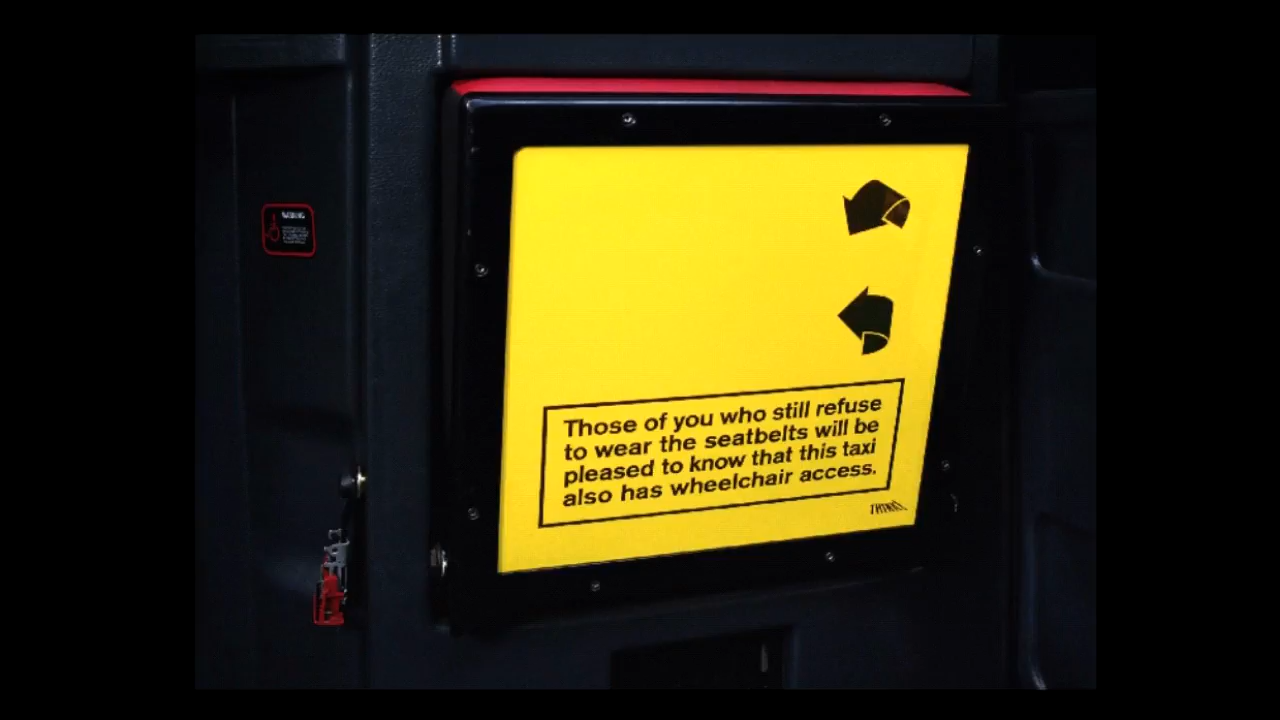 WARNING
Those of you who still refuse
to wear the seatbelts will be
pleased to know that this taxi
also has wheelchair access.
THINK!